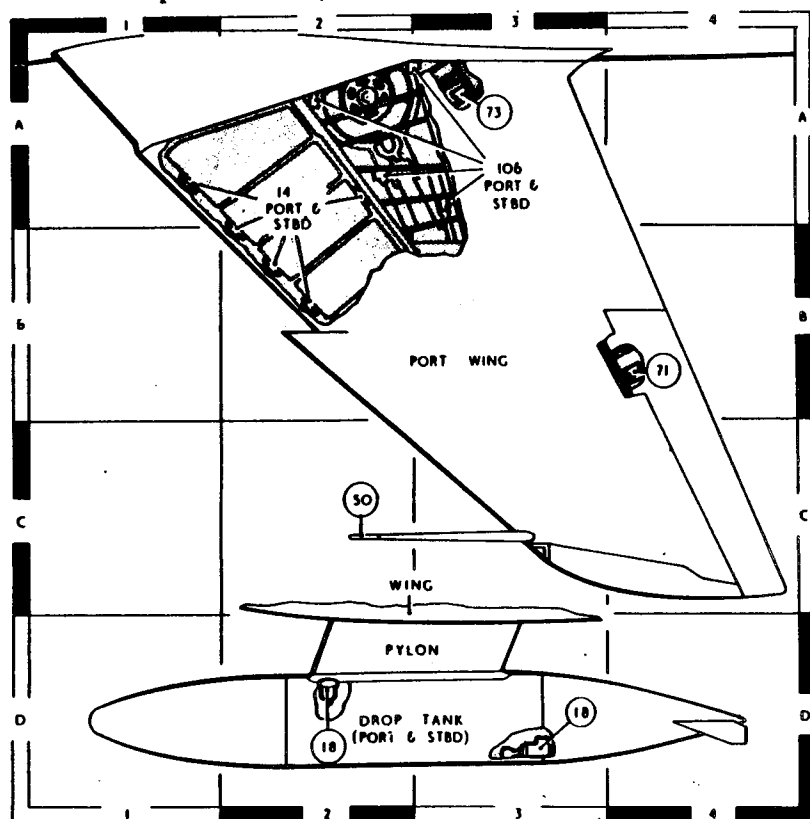 1 2 3 4
A A
73
106
PORT &
STBD
14
PORT &
STBD
B B
PORT WING
71
50
C C
WING
PYLON
D D
DROP TANK
(PORT & STBD)
18
18
1 2 3 4